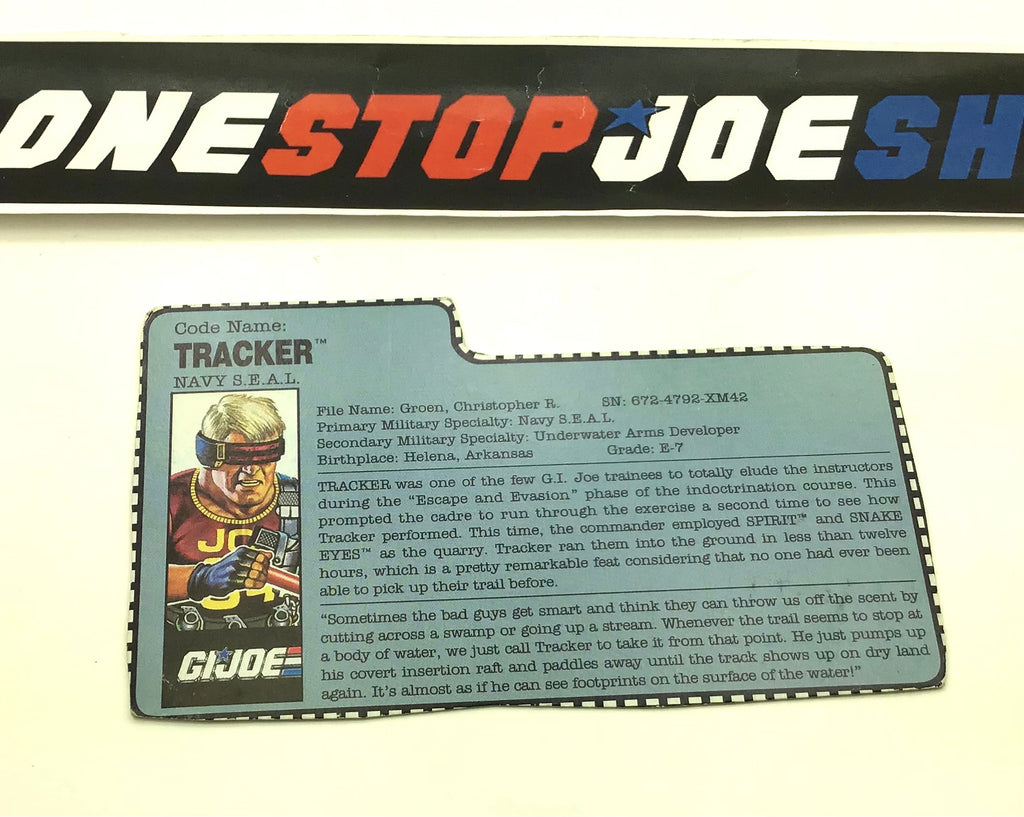 ONE STOP JOE SH
Code Name:
TRACKER™
NAVY S.E.A.L.
File Name: Groen, Christopher R. SN: 672-4792-XM42
Primary Military Specialty: Navy S.E.A.L.
Secondary Military Specialty: Underwater Arms Developer
Birthplace: Helena, Arkansas Grade: E-7
TRACKER was one of the few G.I. Joe trainees to totally elude the instructors
during the "Escape and Evasion" phase of the indoctrination course. This
prompted the cadre to run through the exercise a second time to see how
Tracker performed. This time, the commander employed SPIRIT™ and SNAKE
EYES™ as the quarry. Tracker ran them into the ground in less than twelve
hours, which is a pretty remarkable feat considering that no one had ever been
able to pick up their trail before.
"Sometimes the bad guys get smart and think they can throw us off the scent by
cutting across a swamp or going up a stream. Whenever the trail seems to stop at
a body of water, we just call Tracker to take it from that point. He just pumps up
his covert insertion raft and paddles away until the track shows up on dry land
again. It's almost as if he can see footprints on the surface of the water!"
JO
GI JOE